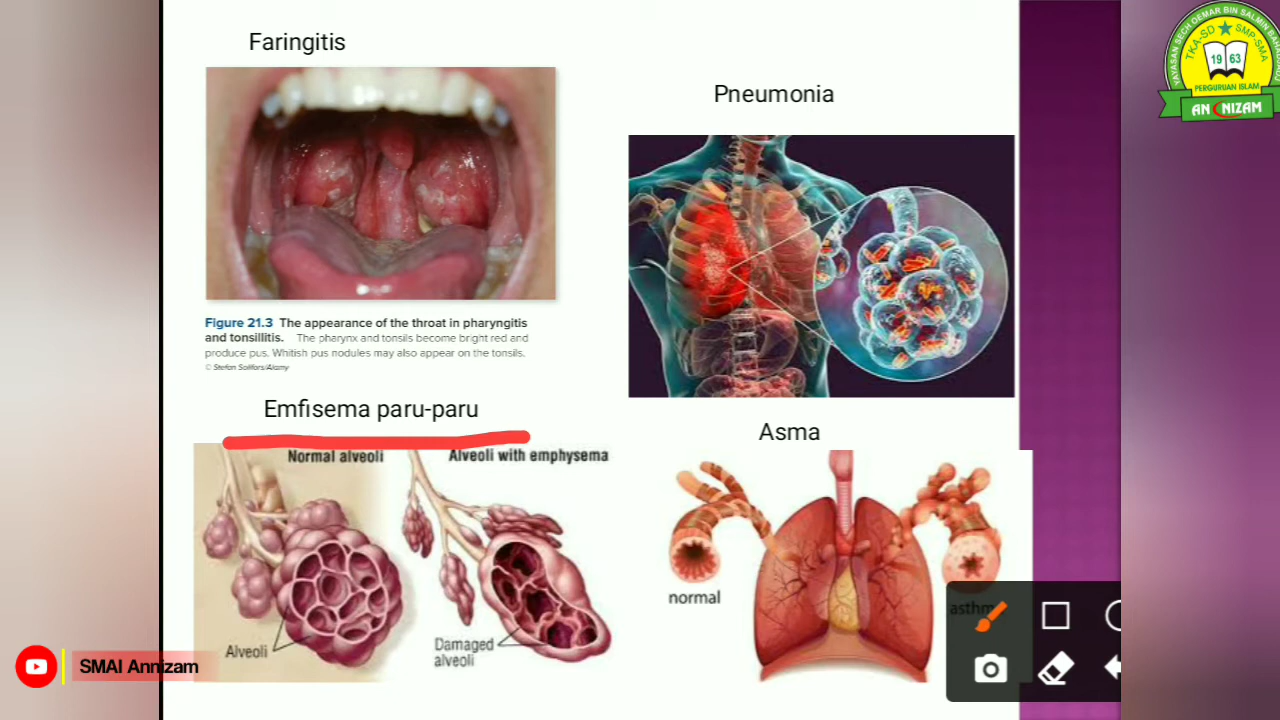 Faringitis
Figure 21.3 The appearance of the throat in pharyngitis
and tonsillitis. The pharynx and tonsils become bright red and
produce pus. Whitish pus nodules may also appear on the tonsils.
Pneumonia
Emfisema paru-paru
Normal alveoli
Alveoli with emphysema
Alveoli
Damaged
alveoli
Asma
normal
SMAI Annizam
TKA-SD SMP-SMA
19 63
PERGURUAN ISLAM
AN NIZAM